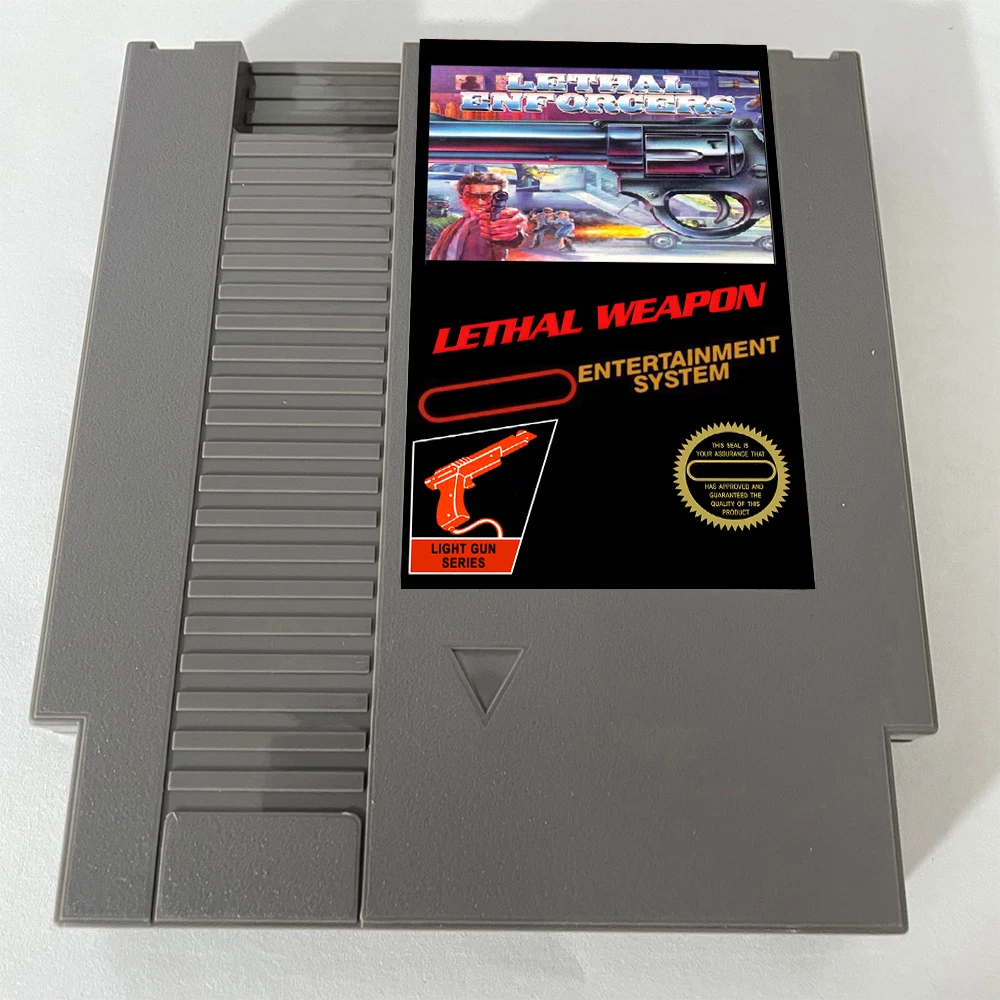 LETHAL
ENFORCERS
LETHAL WEAPON
ENTERTAINMENT
SYSTEM
LIGHT GUN
SERIES
THIS SEAL IS
YOUR ASSURANCE THAT
HAS APPROVED AND
GUARANTEED THE
QUALITY OF THIS
PRODUCT